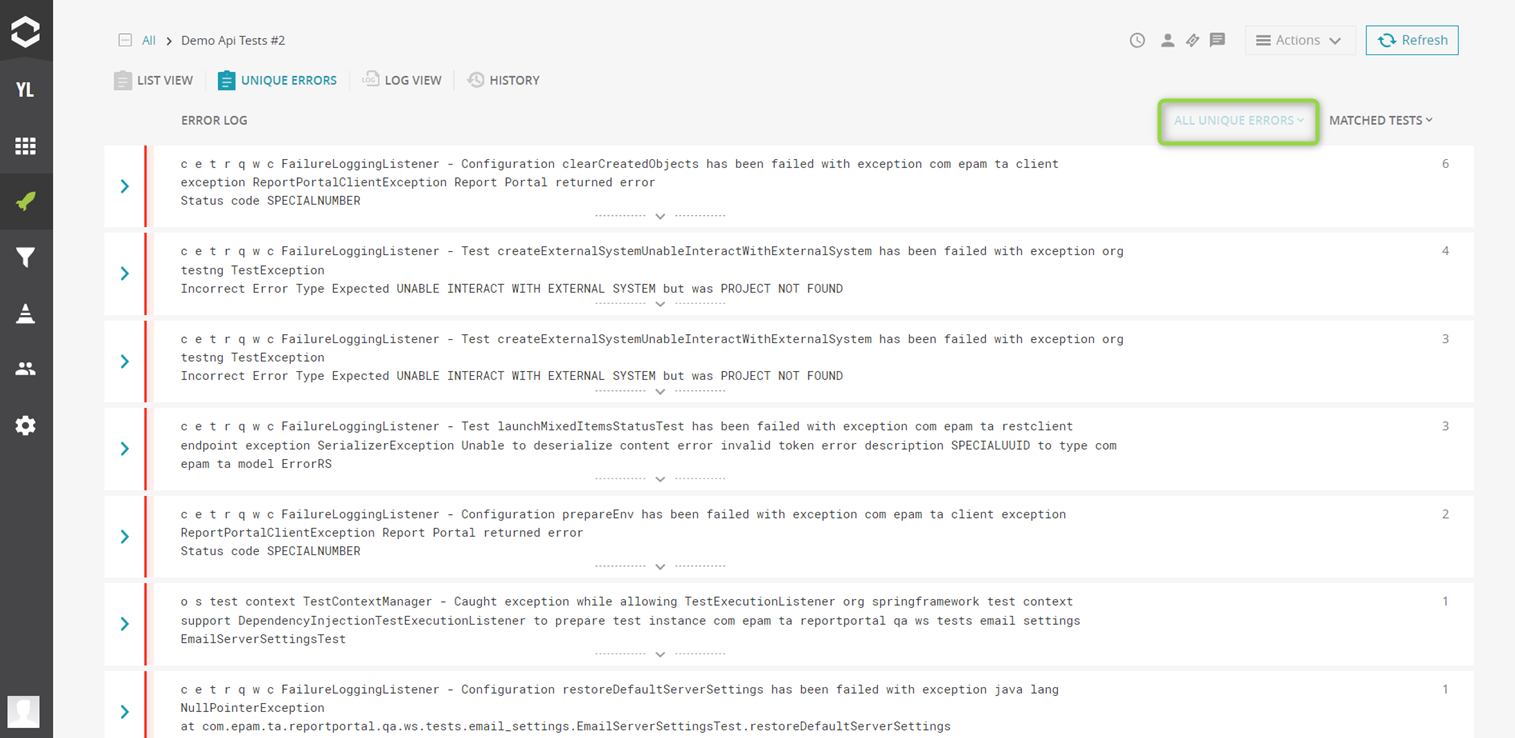 All > Demo Api Tests #2
Actions
Refresh
YL
LIST VIEW
UNIQUE ERRORS
LOG
LOG VIEW
HISTORY
ERROR LOG
ALL UNIQUE ERRORS
MATCHED TESTS
c e t r q w c FailureLoggingListener - Configuration clearCreatedObjects has been failed with exception com epam ta client
exception ReportPortalClientException Report Portal returned error
Status code SPECIALNUMBER
6
c e t r q w c FailureLoggingListener - Test createExternalSystemUnableInteractWithExternalSystem has been failed with exception org
testng TestException
Incorrect Error Type Expected UNABLE INTERACT WITH EXTERNAL SYSTEM but was PROJECT NOT FOUND
4
c e t r q w c FailureLoggingListener - Test createExternalSystemUnableInteractWithExternalSystem has been failed with exception org
testng TestException
Incorrect Error Type Expected UNABLE INTERACT WITH EXTERNAL SYSTEM but was PROJECT NOT FOUND
3
c e t r q w c FailureLoggingListener - Test launchMixedItemsStatusTest has been failed with exception com epam ta restclient
endpoint exception SerializerException Unable to deserialize content error invalid token error description SPECIALUUID to type com
epam ta model ErrorRS
3
c e t r q w c FailureLoggingListener - Configuration prepareEnv has been failed with exception com epam ta client exception
ReportPortalClientException Report Portal returned error
Status code SPECIALNUMBER
2
o s test context TestContextManager - Caught exception while allowing TestExecutionListener org springframework test context
support DependencyInjectionTestExecutionListener to prepare test instance com epam ta reportportal qa ws tests email settings
EmailServerSettingsTest
1
c e t r q w c FailureLoggingListener - Configuration restoreDefaultServerSettings has been failed with exception java lang
NullPointerException
at com.epam.ta.reportportal.qa.ws.tests.email_settings.EmailServerSettingsTest.restoreDefaultServerSettings
1